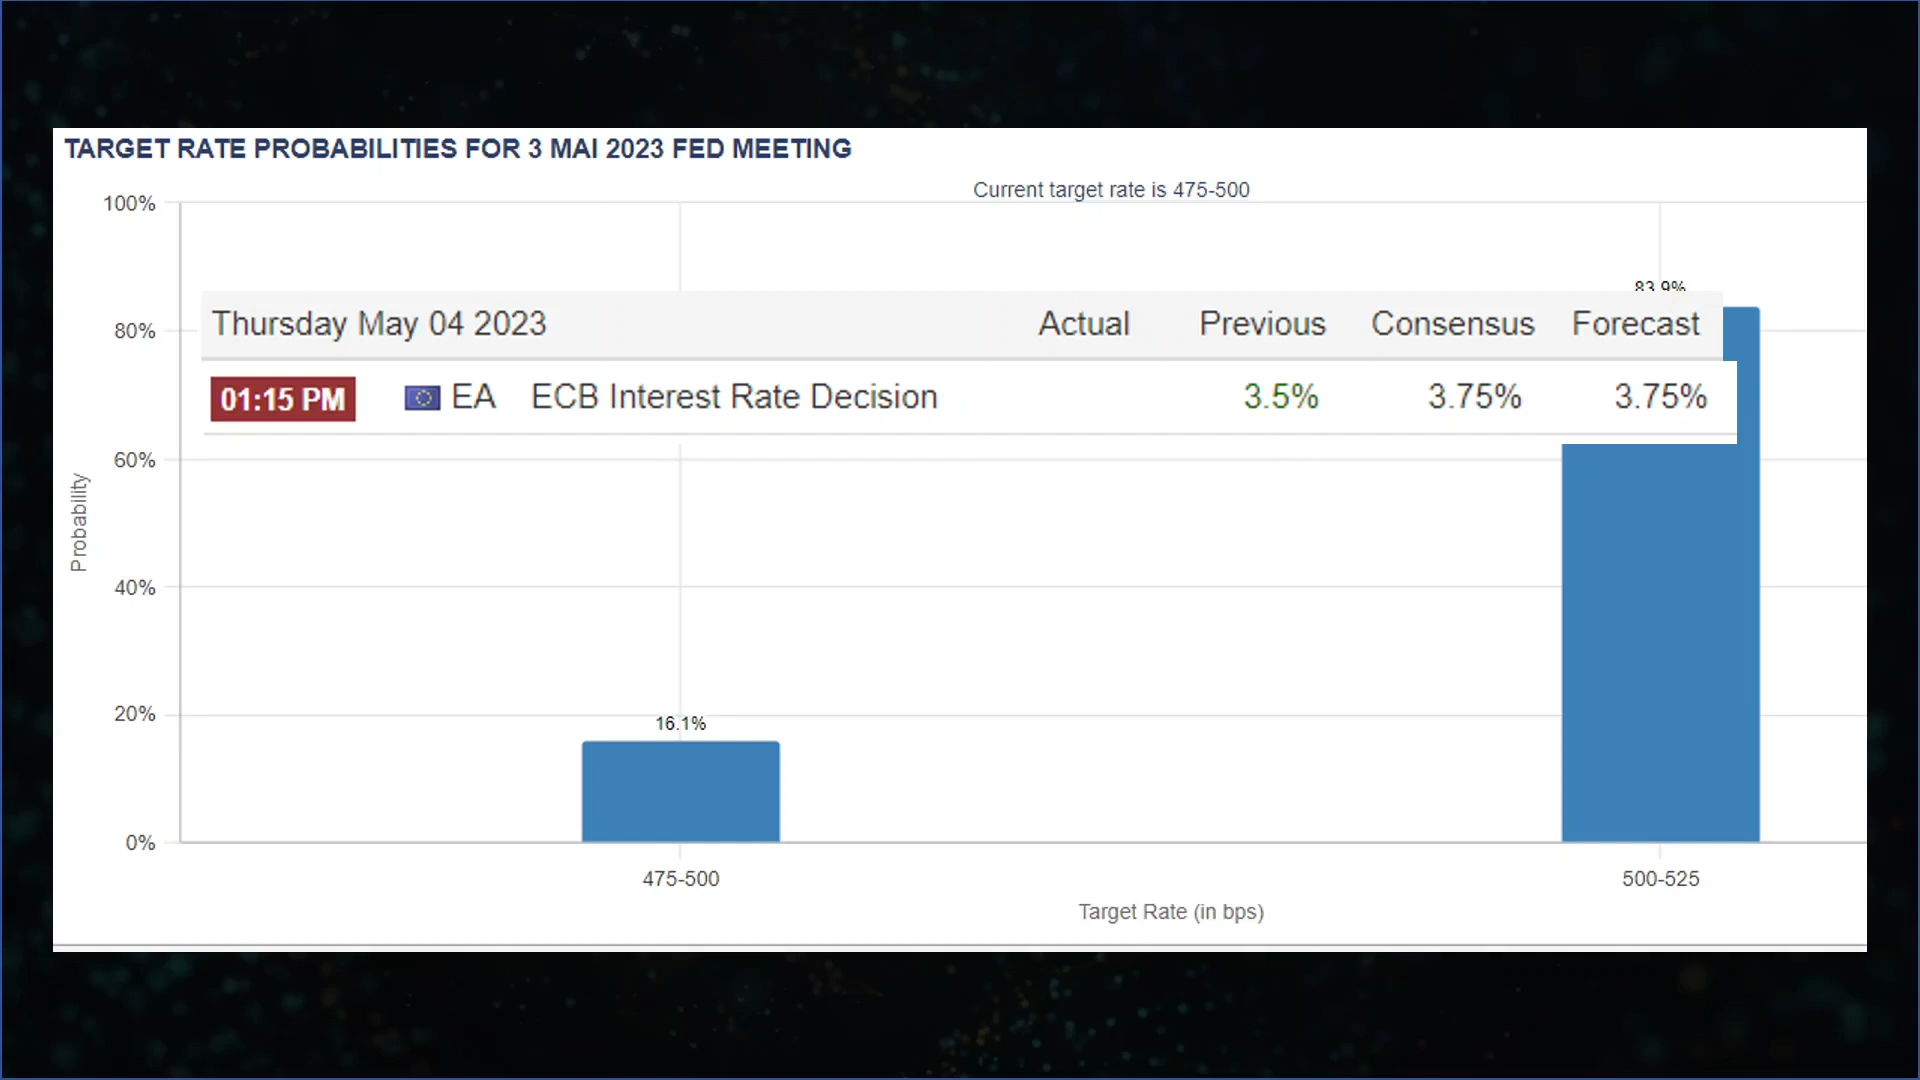 TARGET RATE PROBABILITIES FOR 3 MAI 2023 FED MEETING
Current target rate is 475-500
100%
83.9%
Thursday May 04 2023 Actual Previous Consensus Forecast
80%
01:15 PM EA ECB Interest Rate Decision 3.5% 3.75% 3.75%
60%
Probability
40%
20%
16.1%
0%
475-500 500-525
Target Rate (in bps)